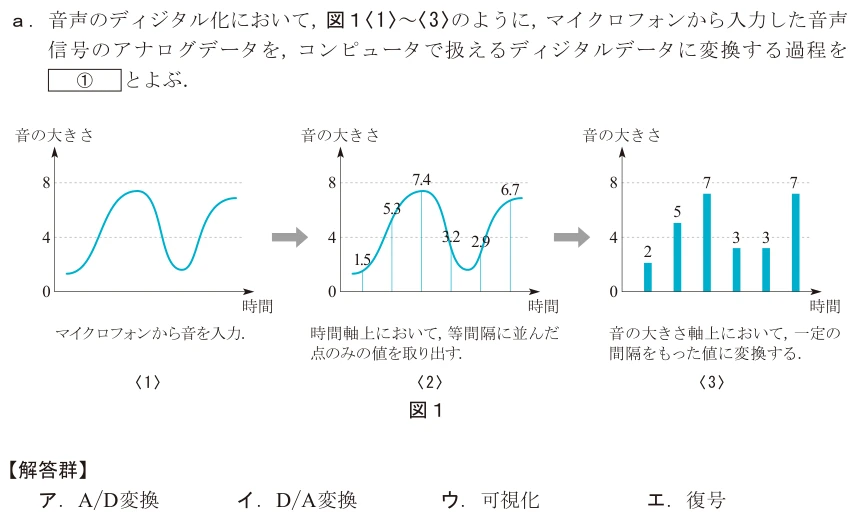 a．音声のディジタル化において，図1〈1〉～〈3〉のように，マイクロフォンから入力した音声
信号のアナログデータを，コンピュータで扱えるディジタルデータに変換する過程を
①とよぶ．
音の大きさ
8
4
0
時間
マイクロフォンから音を入力．
〈1〉
音の大きさ
8
4
0
1.5
5.3
7.4
3.2
2.9
6.7
時間
時間軸上において，等間隔に並んだ
点のみの値を取り出す．
〈2〉
音の大きさ
8
4
0
2
5
7
3
3
7
時間
音の大きさ軸上において，一定の
間隔をもった値に変換する．
〈3〉
図1
【解答群】
ア．A/D変換　イ．D/A変換　ウ．可視化　エ．復号